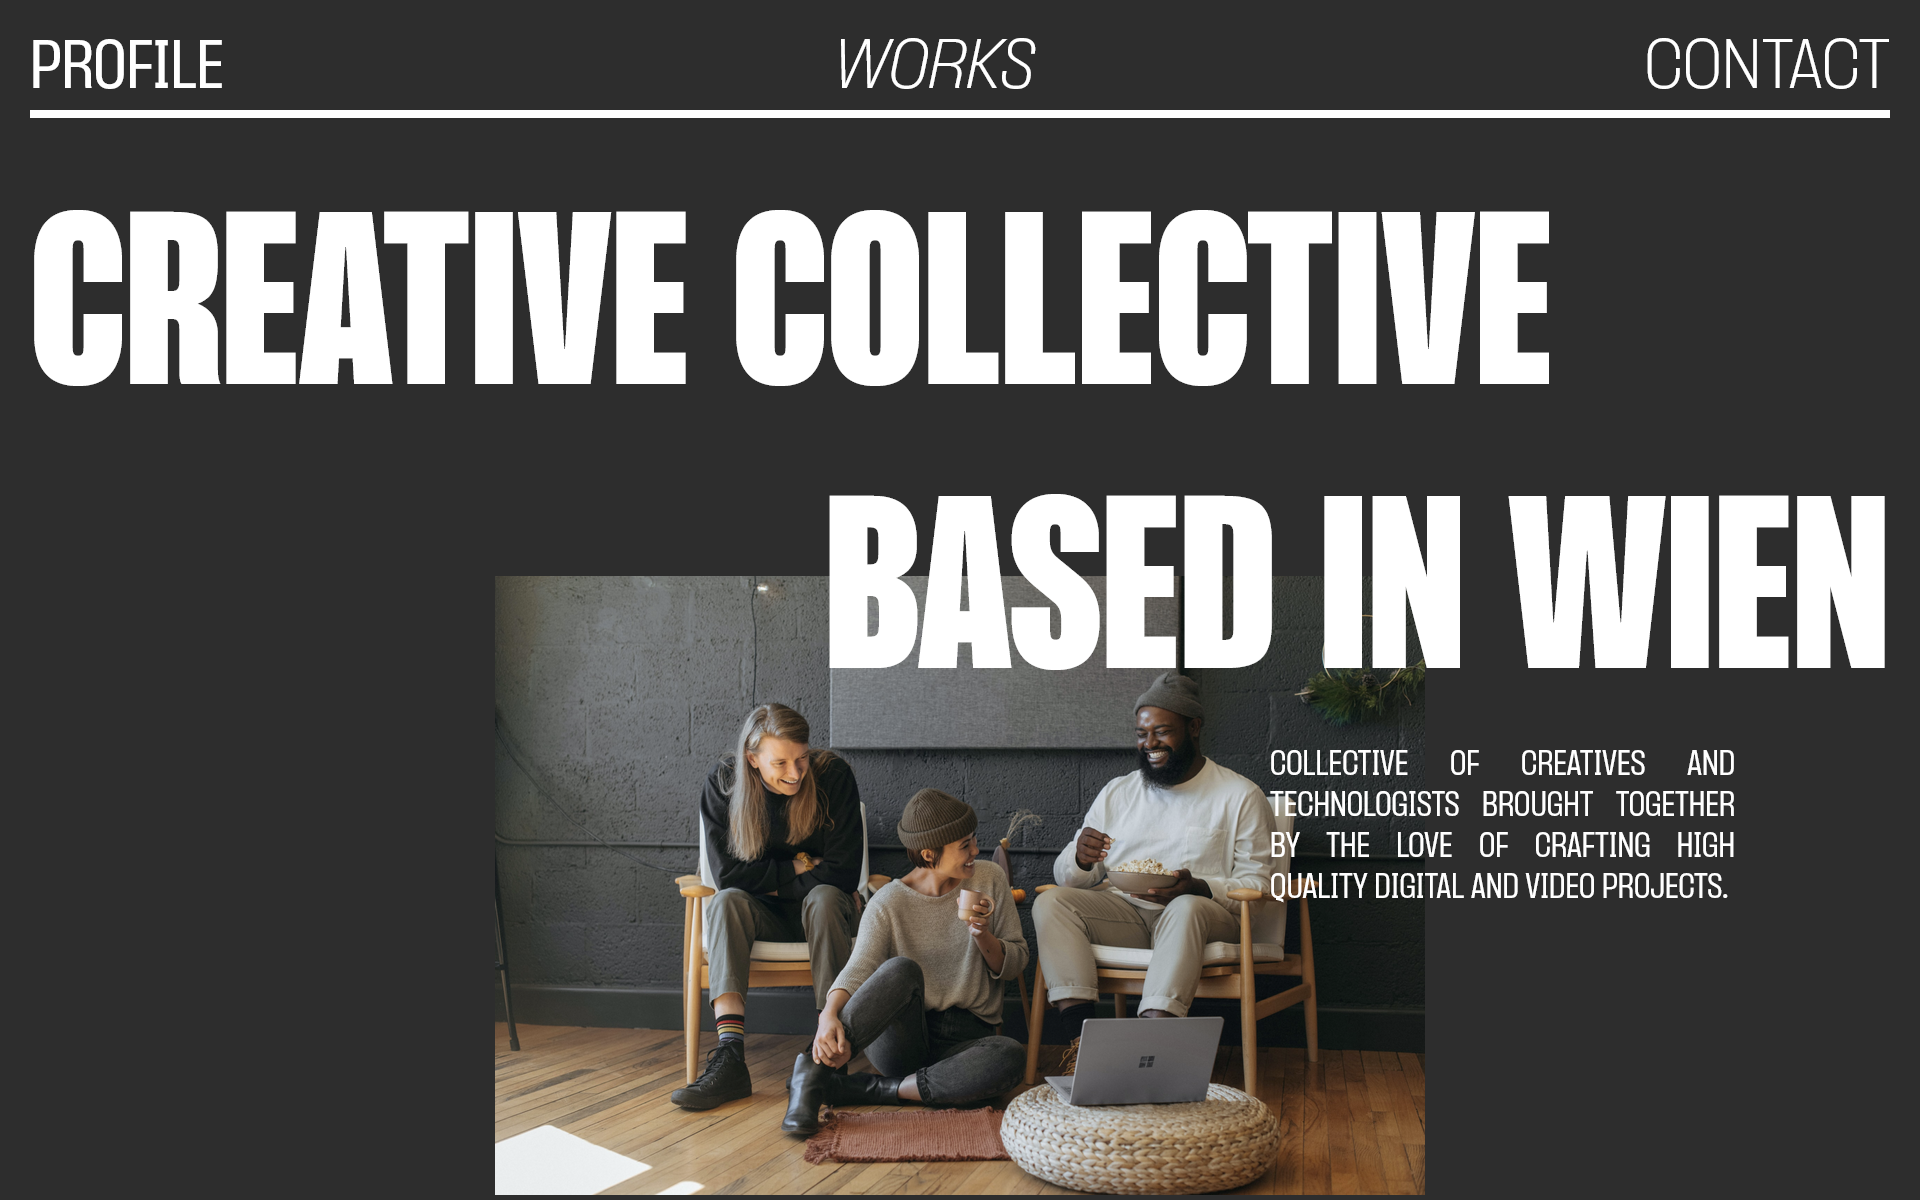 PROFILE
WORKS
CONTACT
CREATIVE COLLECTIVE
BASED IN WIEN
COLLECTIVE OF CREATIVES AND
TECHNOLOGISTS BROUGHT TOGETHER
BY THE LOVE OF CRAFTING HIGH
QUALITY DIGITAL AND VIDEO PROJECTS.